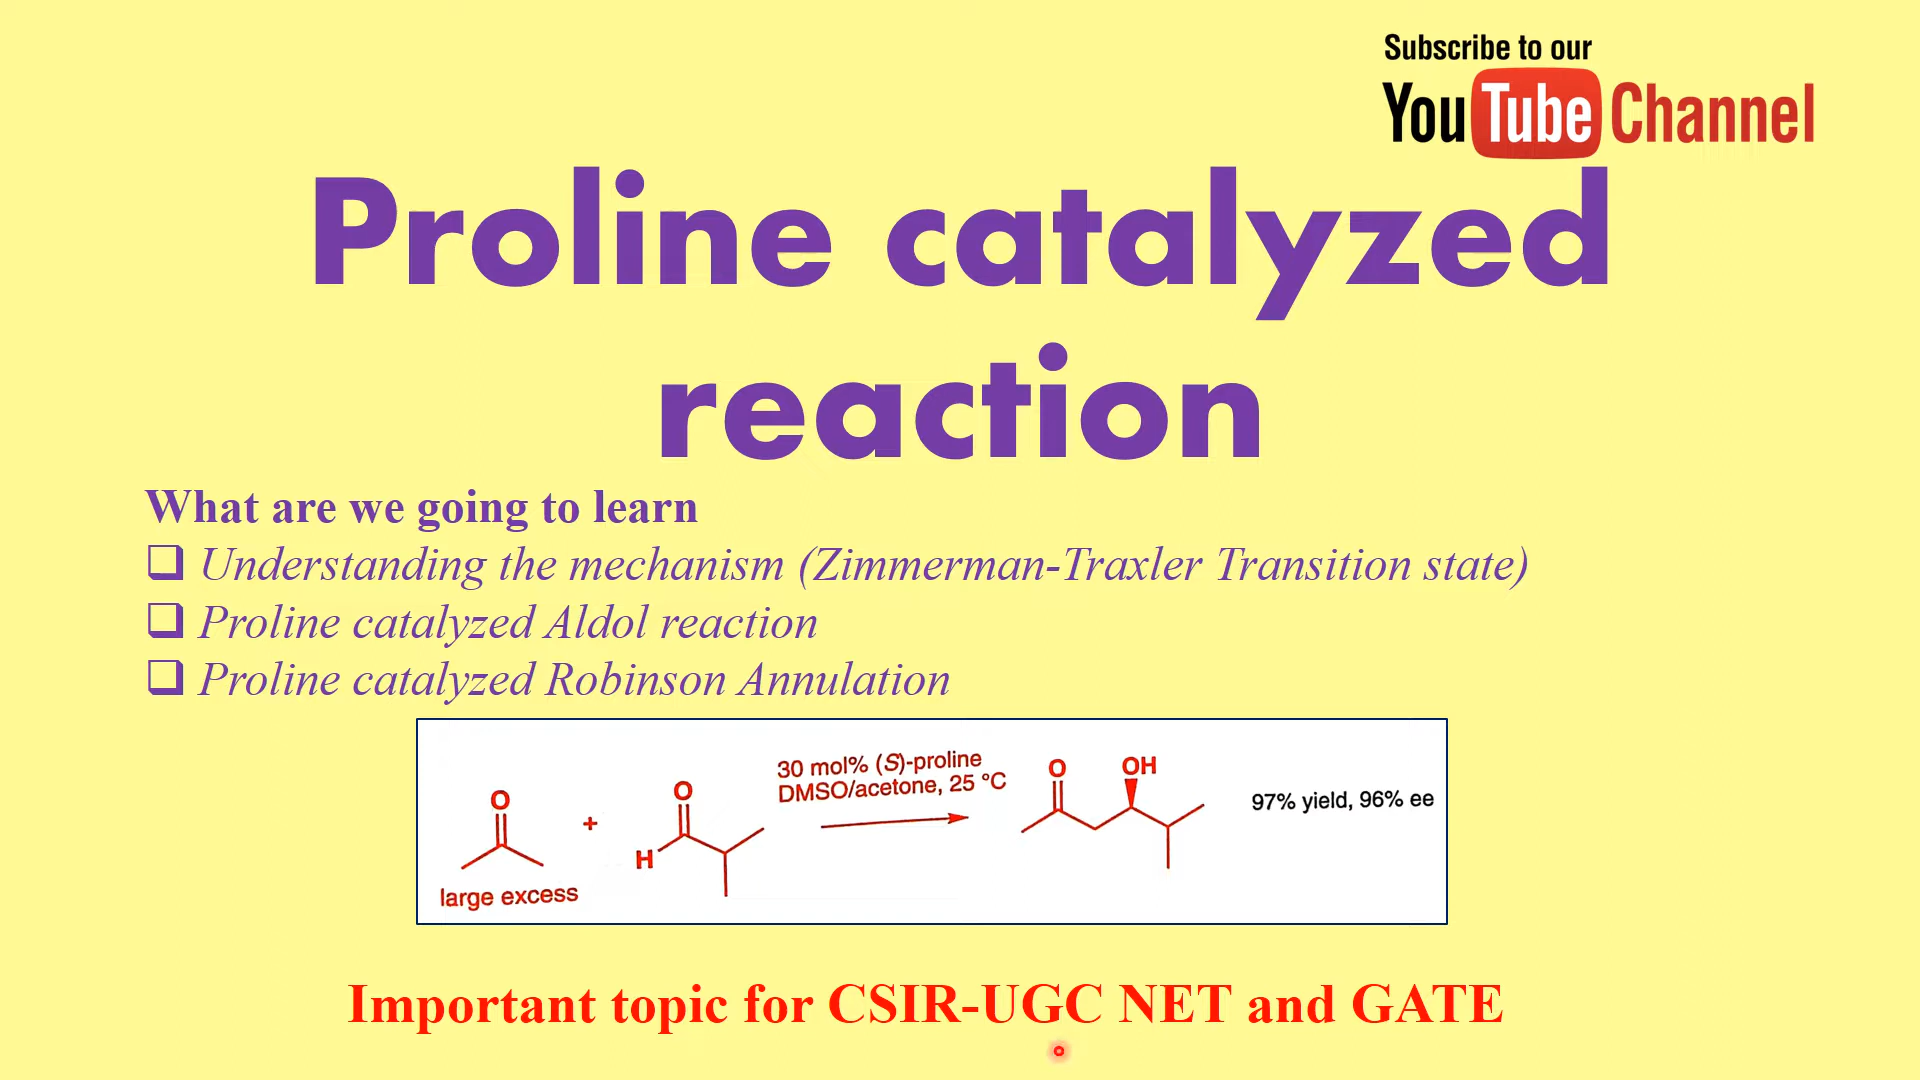 Subscribe to our
YouTube Channel
Proline catalyzed
reaction
What are we going to learn
❑ Understanding the mechanism (Zimmerman-Traxler Transition state)
❑ Proline catalyzed Aldol reaction
❑ Proline catalyzed Robinson Annulation
O
H
O
+
large excess
30 mol% (S)-proline
DMSO/acetone, 25 °C
O
OH
97% yield, 96% ee
Important topic for CSIR-UGC NET and GATE